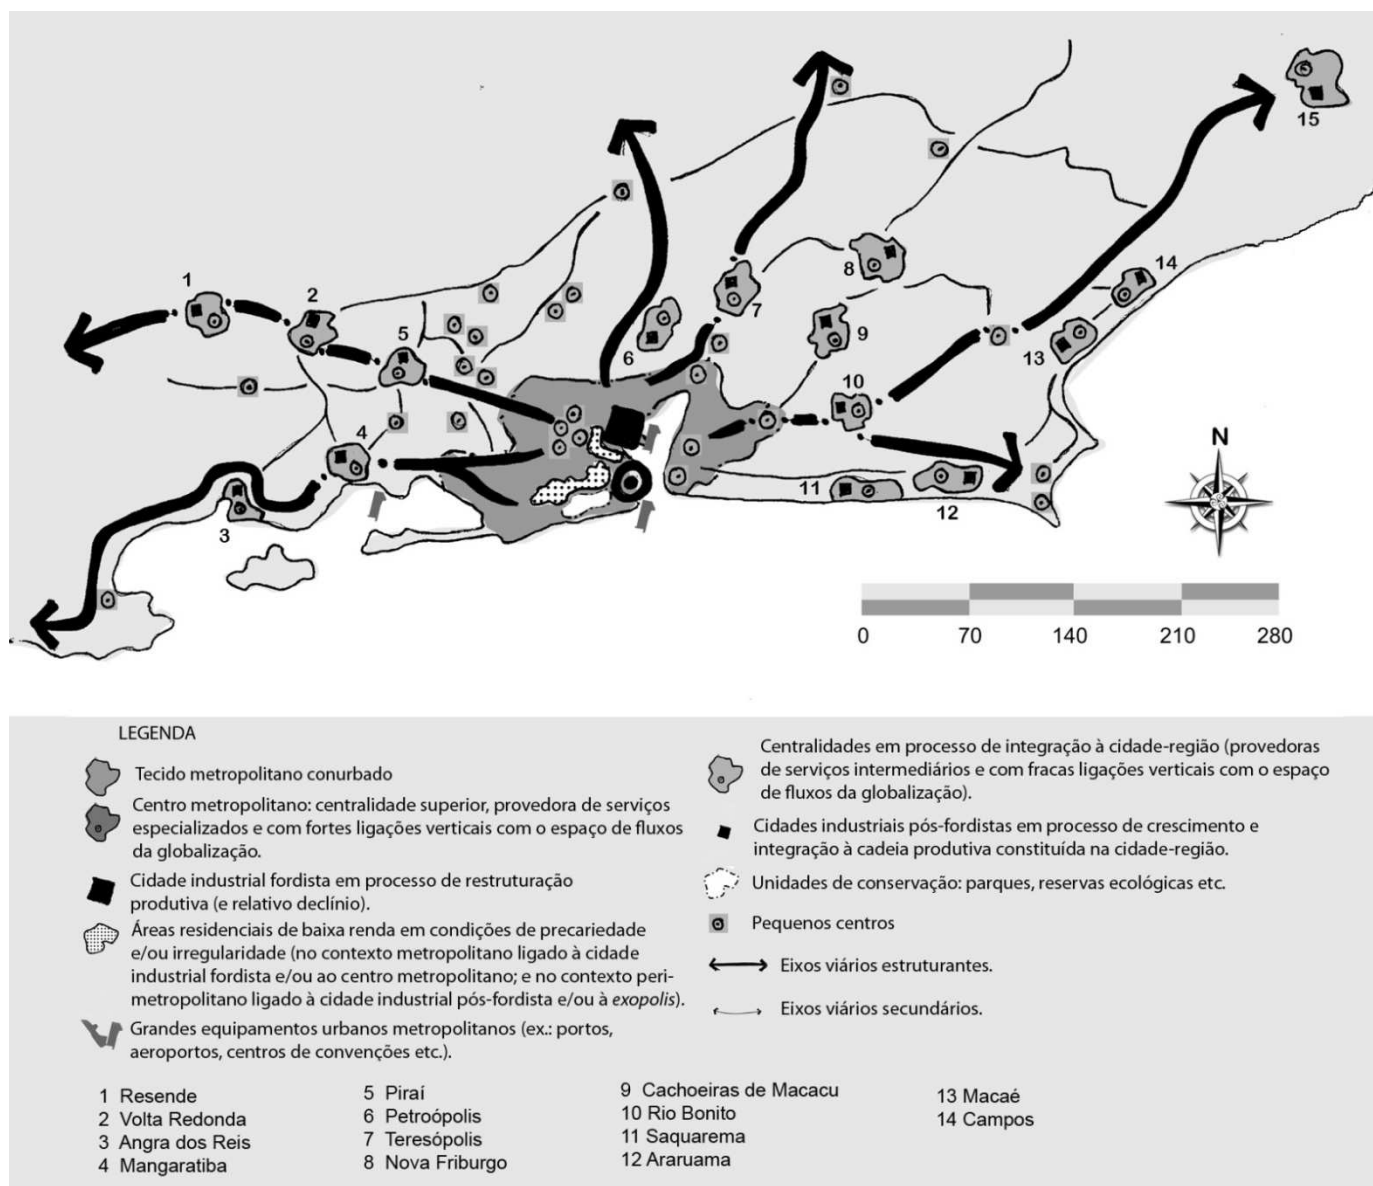 15
14
1
2
8
7
5
6
9
13
10
4
N
11
12
3
0 70 140 210 280
LEGENDA
Tecido metropolitano conurbado
Centro metropolitano: centralidade superior, provedora de serviços
especializados e com fortes ligações verticais com o espaço de fluxos
da globalização.
Cidade industrial fordista em processo de restruturação
produtiva (e relativo declínio).
Áreas residenciais de baixa renda em condições de precariedade
e/ou irregularidade (no contexto metropolitano ligado à cidade
industrial fordista e/ou ao centro metropolitano; e no contexto peri-
metropolitano ligado à cidade industrial pós-fordista e/ou à exopolis).
Grandes equipamentos urbanos metropolitanos (ex.: portos,
aeroportos, centros de convenções etc.).
Centralidades em processo de integração à cidade-região (provedoras
de serviços intermediários e com fracas ligações verticais com o espaço
de fluxos da globalização).
Cidades industriais pós-fordistas em processo de crescimento e
integração à cadeia produtiva constituída na cidade-região.
Unidades de conservação: parques, reservas ecológicas etc.
Pequenos centros
Eixos viários estruturantes.
Eixos viários secundários.
1 Resende
2 Volta Redonda
3 Angra dos Reis
4 Mangaratiba
5 Piraí
6 Petroópolis
7 Teresópolis
8 Nova Friburgo
9 Cachoeiras de Macacu
10 Rio Bonito
11 Saquarema
12 Araruama
13 Macaé
14 Campos